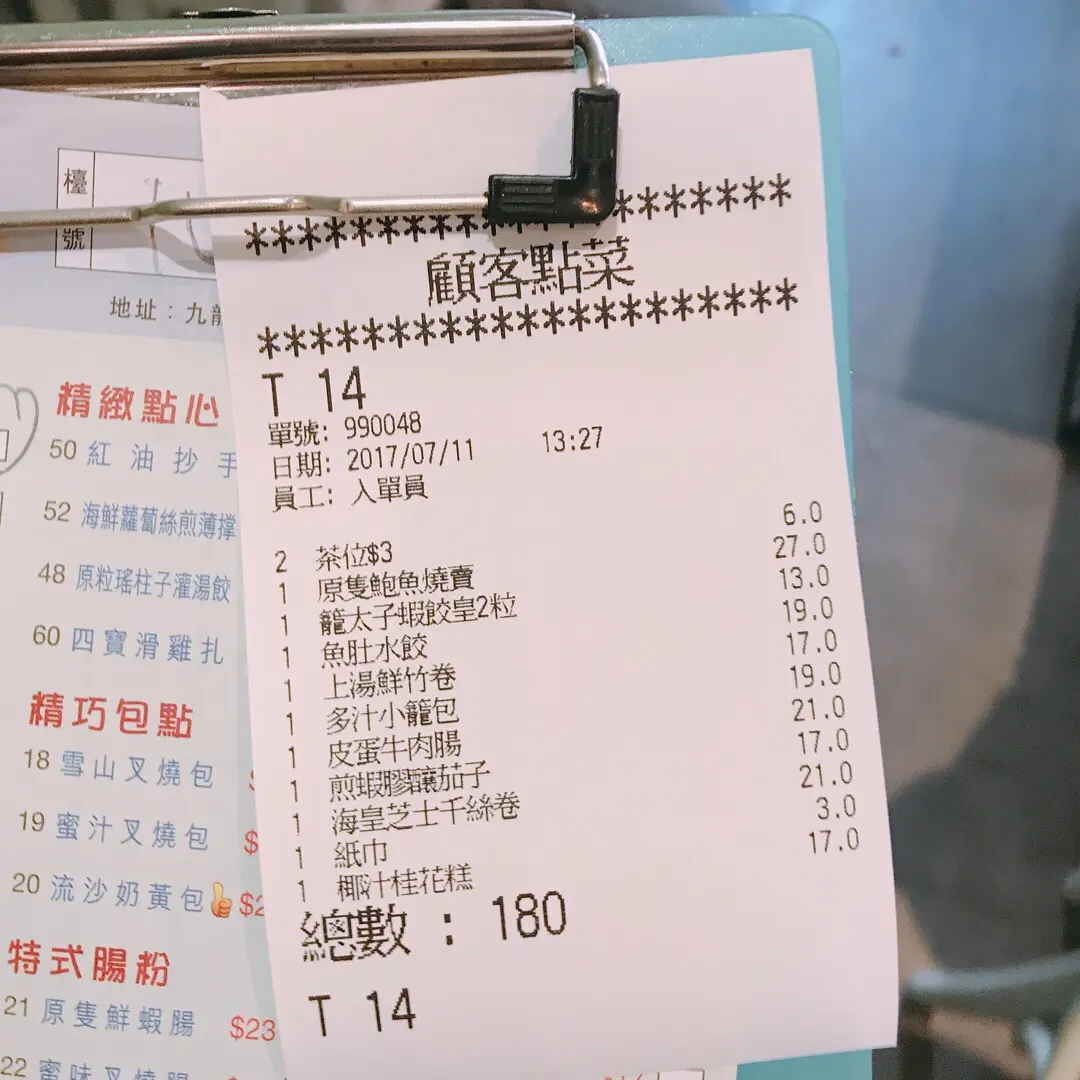 檯
號
地址：九龍
精緻點心
50 紅油抄手
52 海鮮蘿蔔絲煎薄撐
48 原粒瑤柱子灌湯餃
60 四寶滑雞扎
精巧包點
18 雪山叉燒包
19 蜜汁叉燒包 $
20 流沙奶黃包 $2
特式腸粉
21 原隻鮮蝦腸 $23
22 蜜味叉燒腸
********************
顧客點菜
*********************
T 14
單號: 990048
日期: 2017/07/11 13:27
員工: 入單員
2 茶位$3 6.0
1 原隻鮑魚燒賣 27.0
1 籠太子蝦餃皇2粒 13.0
1 魚肚水餃 19.0
1 上湯鮮竹卷 17.0
1 多汁小籠包 19.0
1 皮蛋牛肉腸 21.0
1 煎蝦膠釀茄子 17.0
1 海皇芝士千絲卷 21.0
1 紙巾 3.0
1 椰汁桂花糕 17.0
總數 : 180
T 14